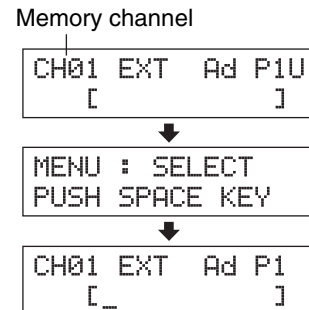 Memory channel
CH01 EXT Ad P1U
[ ]
MENU : SELECT
PUSH SPACE KEY
CH01 EXT Ad P1
[_ ]